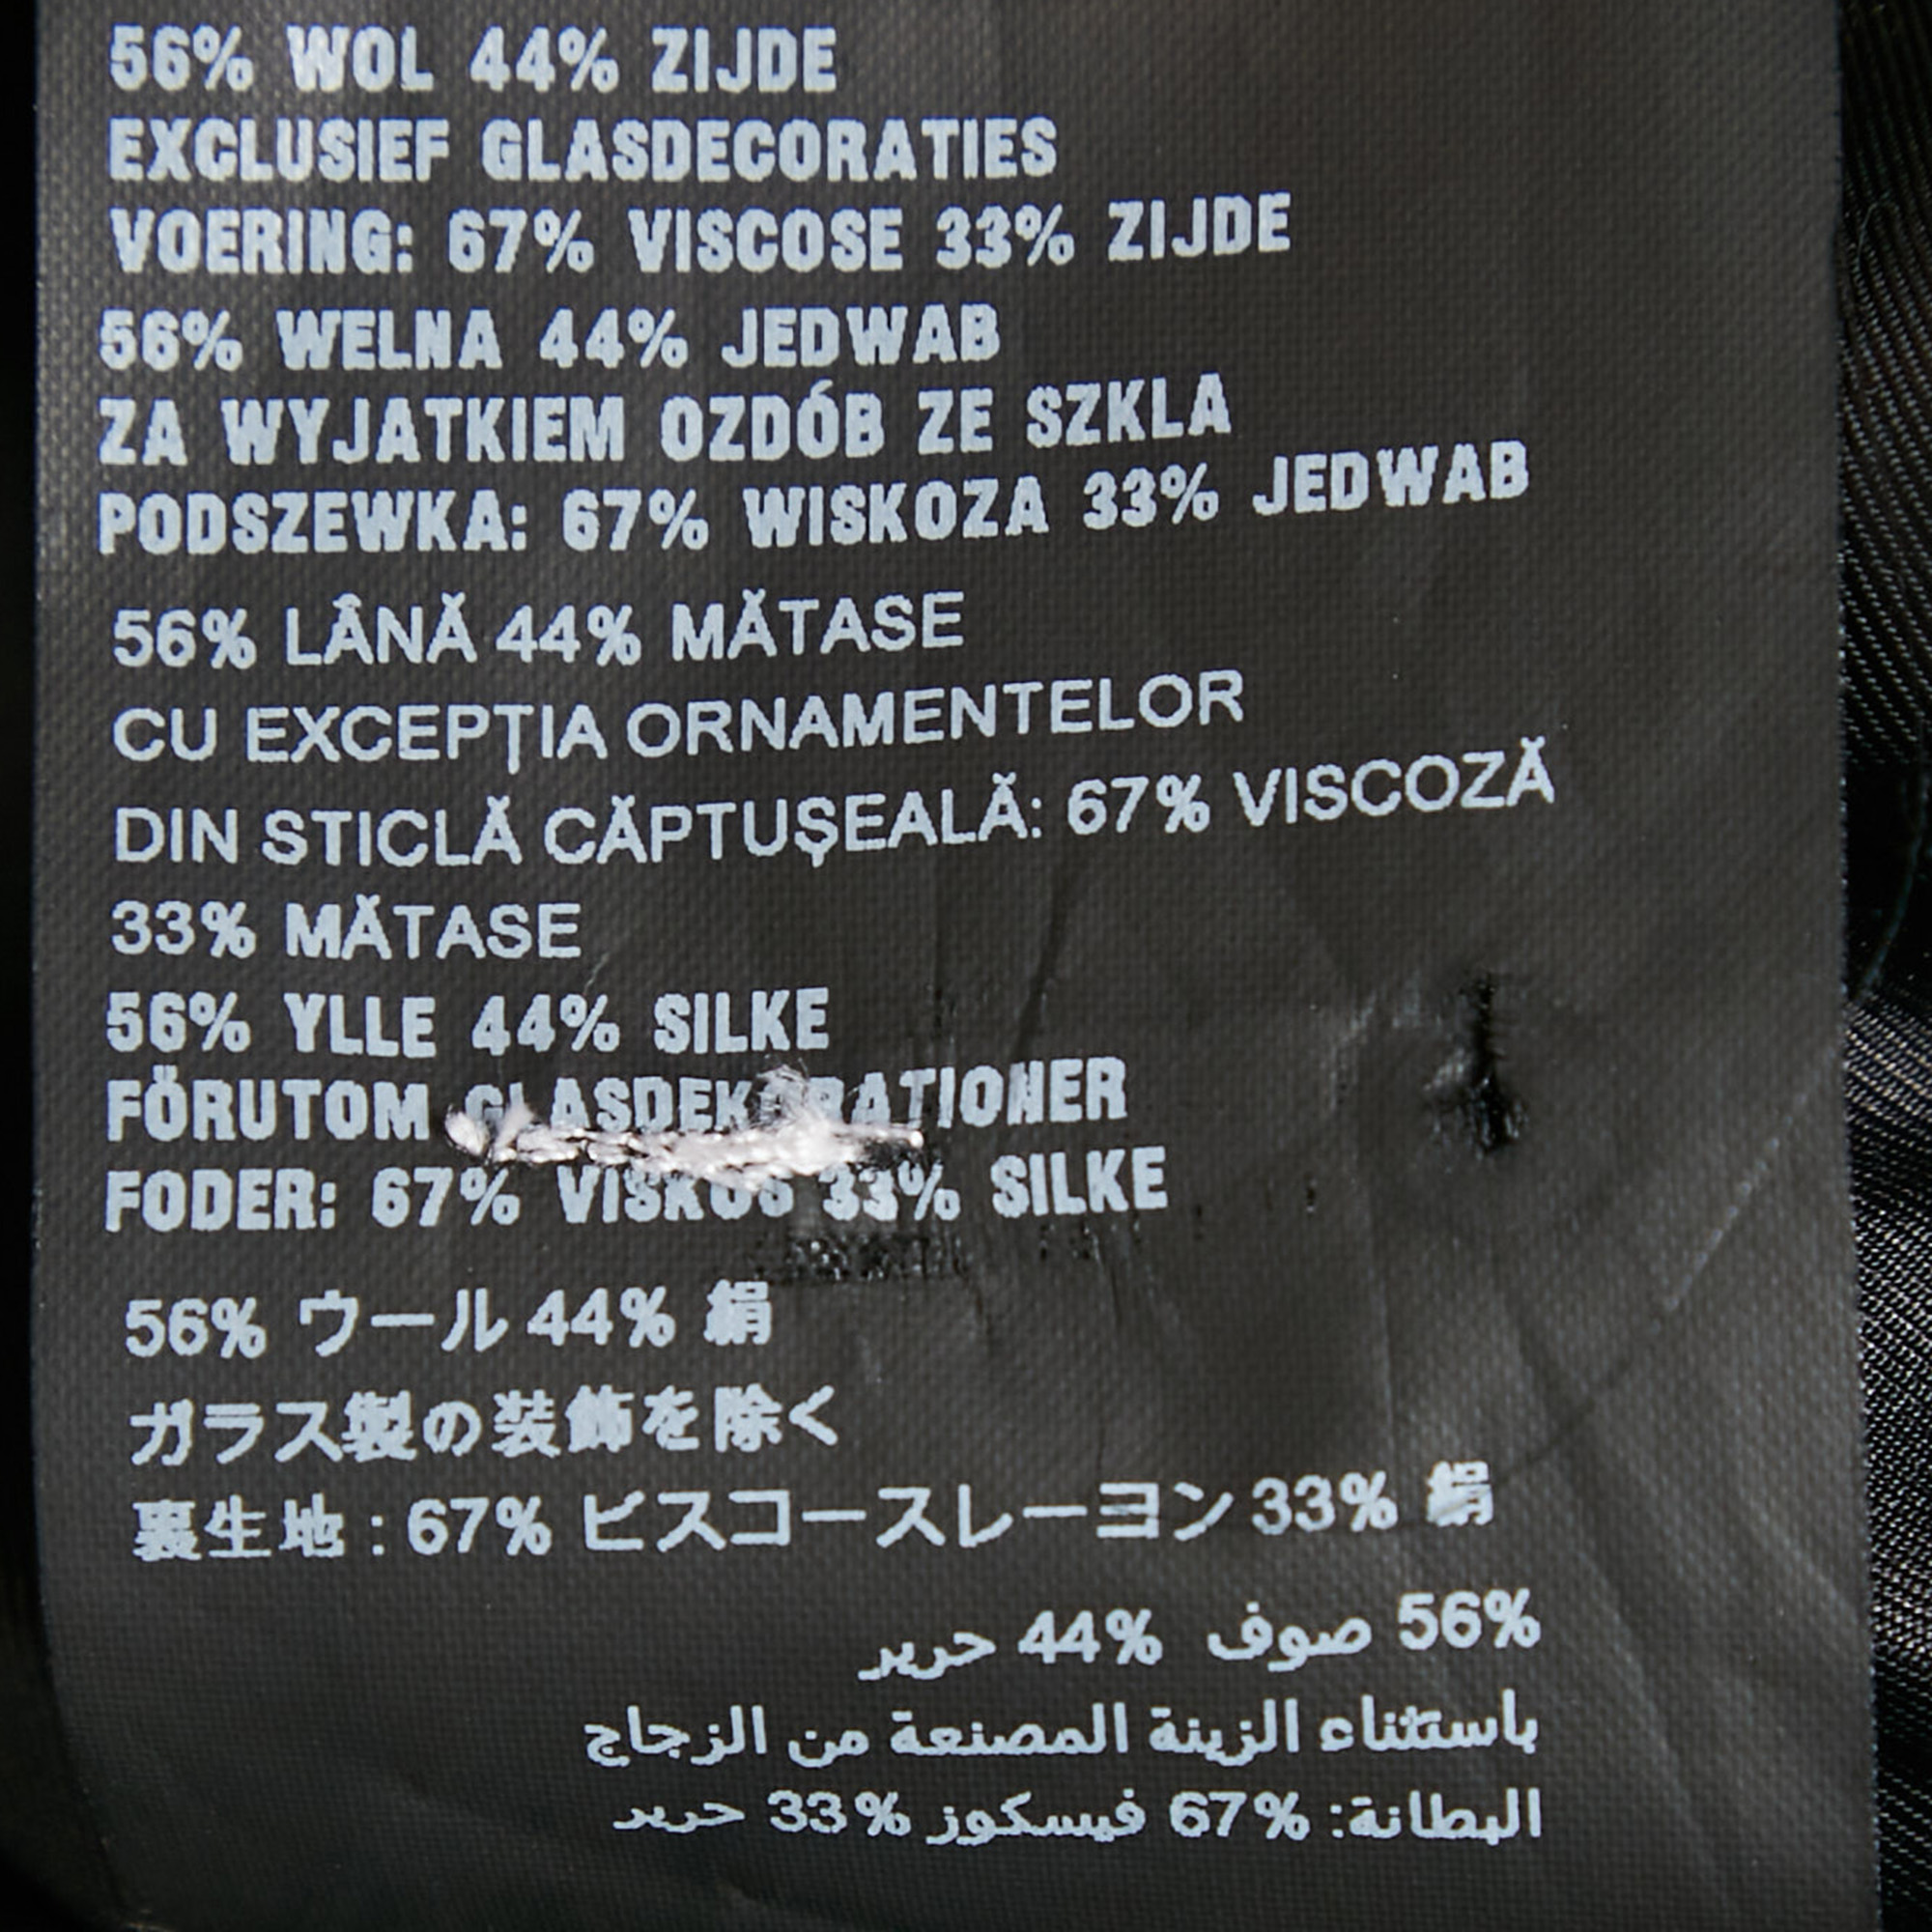 56% WOL 44% ZIJDE
EXCLUSIEF GLASDECORATIES
VOERING: 67% VISCOSE 33% ZIJDE
56% WELNA 44% JEDWAB
ZA WYJATKIEM OZDÓB ZE SZKLA
PODSZEWKA: 67% WISKOZA 33% JEDWAB
56% LÂNĂ 44% MĂTASE
CU EXCEPŢIA ORNAMENTELOR
DIN STICLĂ CĂPTUŞEALĂ: 67% VISCOZĂ
33% MĂTASE
56% YLLE 44% SILKE
FÖRUTOM GLASDEKORATIONER
FODER: 67% VISKOS 33% SILKE
56% ウール 44% 絹
ガラス製の装飾を除く
裏生地 : 67% ビスコースレーヨン 33% 絹
56% صوف 44% حرير
باستثناء الزينة المصنعة من الزجاج
البطانة: 67% فيسكوز 33% حرير